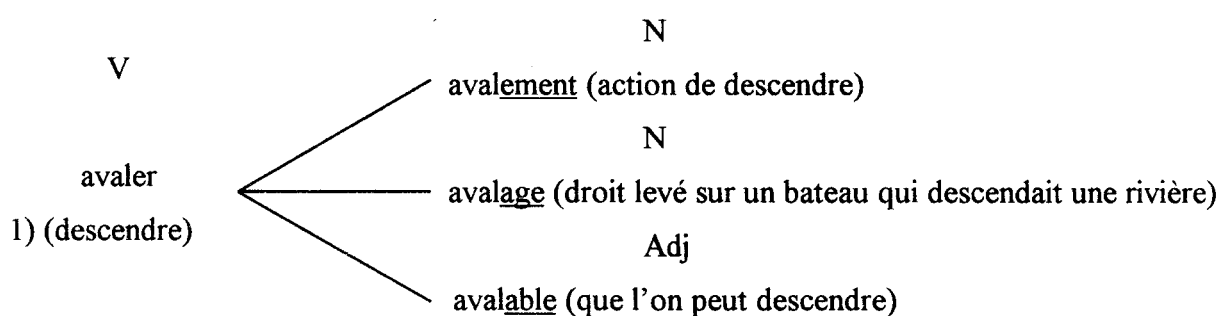 N
V
avalement (action de descendre)
N
avaler
avalage (droit levé sur un bateau qui descendait une rivière)
1) (descendre)
Adj
avalable (que l'on peut descendre)